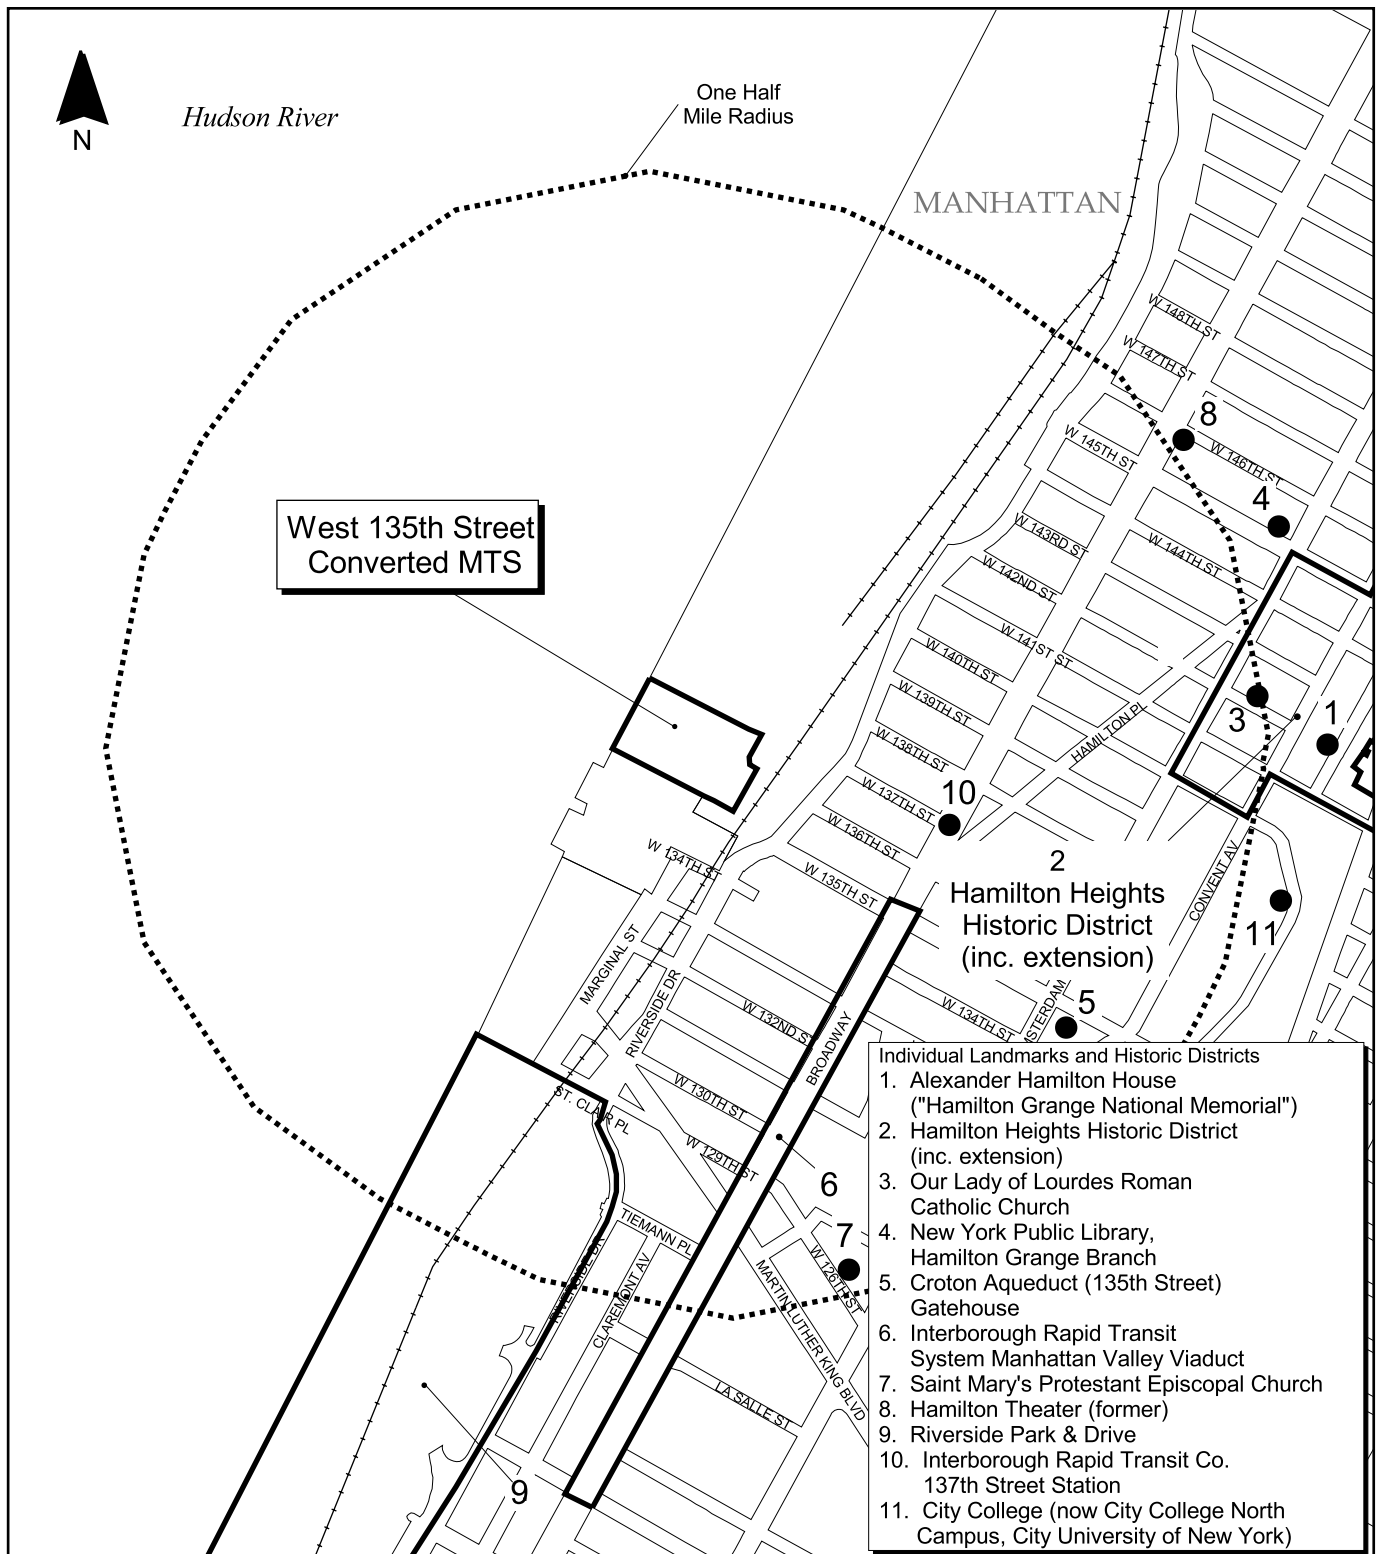 One Half
Mile Radius
Hudson River
N
MANHATTAN
W 148TH ST
W 147TH ST
8
W 145TH ST
W 146TH ST
4
West 135th Street
Converted MTS
W 143RD ST
W 144TH ST
W 142ND ST
W 141ST ST
W 140TH ST
W 139TH ST
3
1
HAMILTON PL
W 138TH ST
W 137TH ST
10
W 136TH ST
W 134TH ST
2
Hamilton Heights
Historic District
(inc. extension)
W 135TH ST
CONVENT AV
11
MARGINAL ST
RIVERSIDE DR
W 132ND S
BROADWAY
W 134TH ST
STERDAM
5
W 130TH ST
ST. CLAIR PL
W 129TH ST
6
TIEMANN PL
7
W 126TH ST
RIVERSIDE DR
CLAREMONT AV
MARTIN LUTHER KING BLVD
LA SALLE ST
9
Individual Landmarks and Historic Districts
1. Alexander Hamilton House
("Hamilton Grange National Memorial")
2. Hamilton Heights Historic District
(inc. extension)
3. Our Lady of Lourdes Roman
Catholic Church
4. New York Public Library,
Hamilton Grange Branch
5. Croton Aqueduct (135th Street)
Gatehouse
6. Interborough Rapid Transit
System Manhattan Valley Viaduct
7. Saint Mary's Protestant Episcopal Church
8. Hamilton Theater (former)
9. Riverside Park & Drive
10. Interborough Rapid Transit Co.
137th Street Station
11. City College (now City College North
Campus, City University of New York)